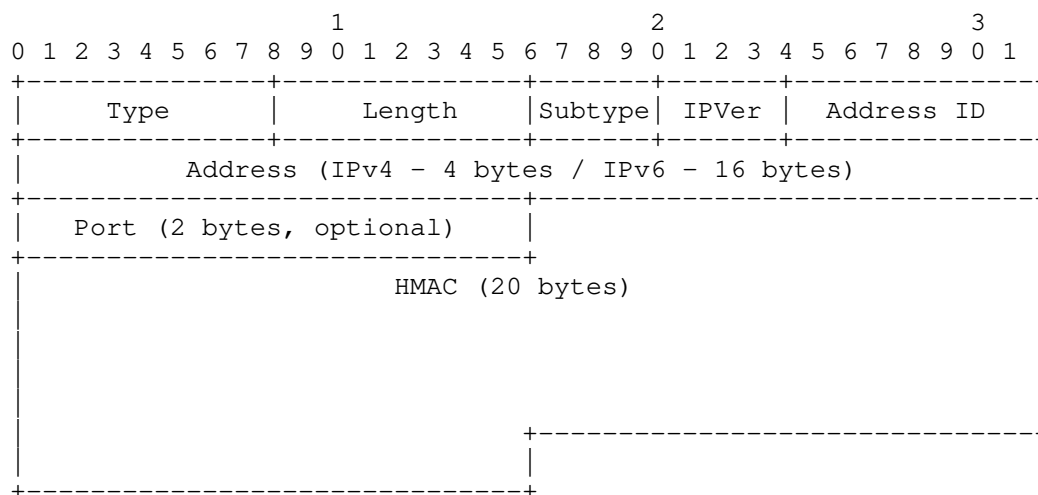 1 2 3
0 1 2 3 4 5 6 7 8 9 0 1 2 3 4 5 6 7 8 9 0 1 2 3 4 5 6 7 8 9 0 1
Type Length Subtype IPVer Address ID
Address (IPv4 - 4 bytes / IPv6 - 16 bytes)
Port (2 bytes, optional)
HMAC (20 bytes)